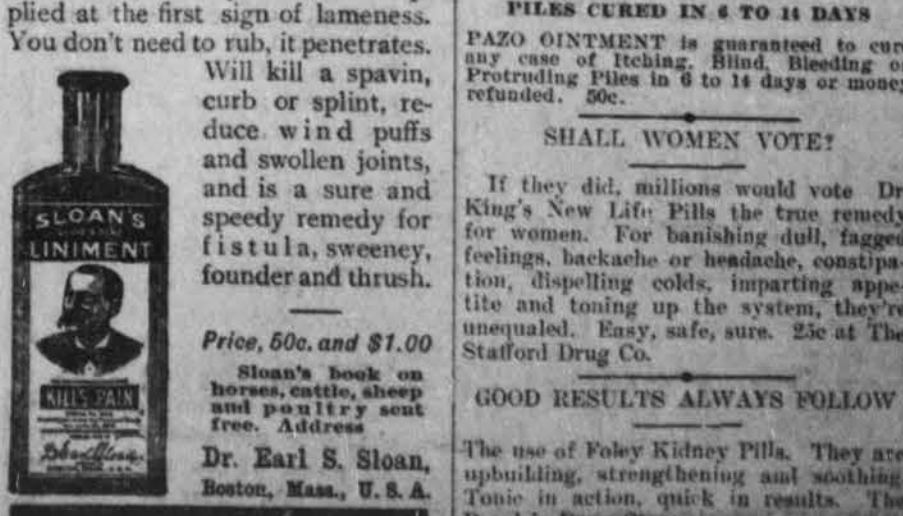 plied at the first sign of lameness.
You don't need to rub, it penetrates.
Will kill a spavin,
curb or splint, re-
duce wind puffs
and swollen joints,
and is a sure and
speedy remedy for
fistula, sweeney,
founder and thrush.
SLOAN'S
LINIMENT
KILLS PAIN
Price, 50c. and $1.00
Sloan's book on
horses, cattle, sheep
and poultry sent
free. Address
Dr. Earl S. Sloan,
Boston, Mass., U. S. A.
PILES CURED IN 6 TO 14 DAYS
PAZO OINTMENT is guaranteed to cure
any case of Itching, Blind, Bleeding o
Protruding Piles in 6 to 14 days or money
refunded. 50c.
SHALL WOMEN VOTE?
If they did, millions would vote Dr
King's New Life Pills the true remedy
for women. For banishing dull, fagged
feelings, backache or headache, constipa-
tion, dispelling colds, imparting appe-
tite and toning up the system, they're
unequaled. Easy, safe, sure. 25c at The
Stafford Drug Co.
GOOD RESULTS ALWAYS FOLLOW
The use of Foley Kidney Pills. They are
upbuilding, strengthening and soothing.
Tonic in action, quick in results. The